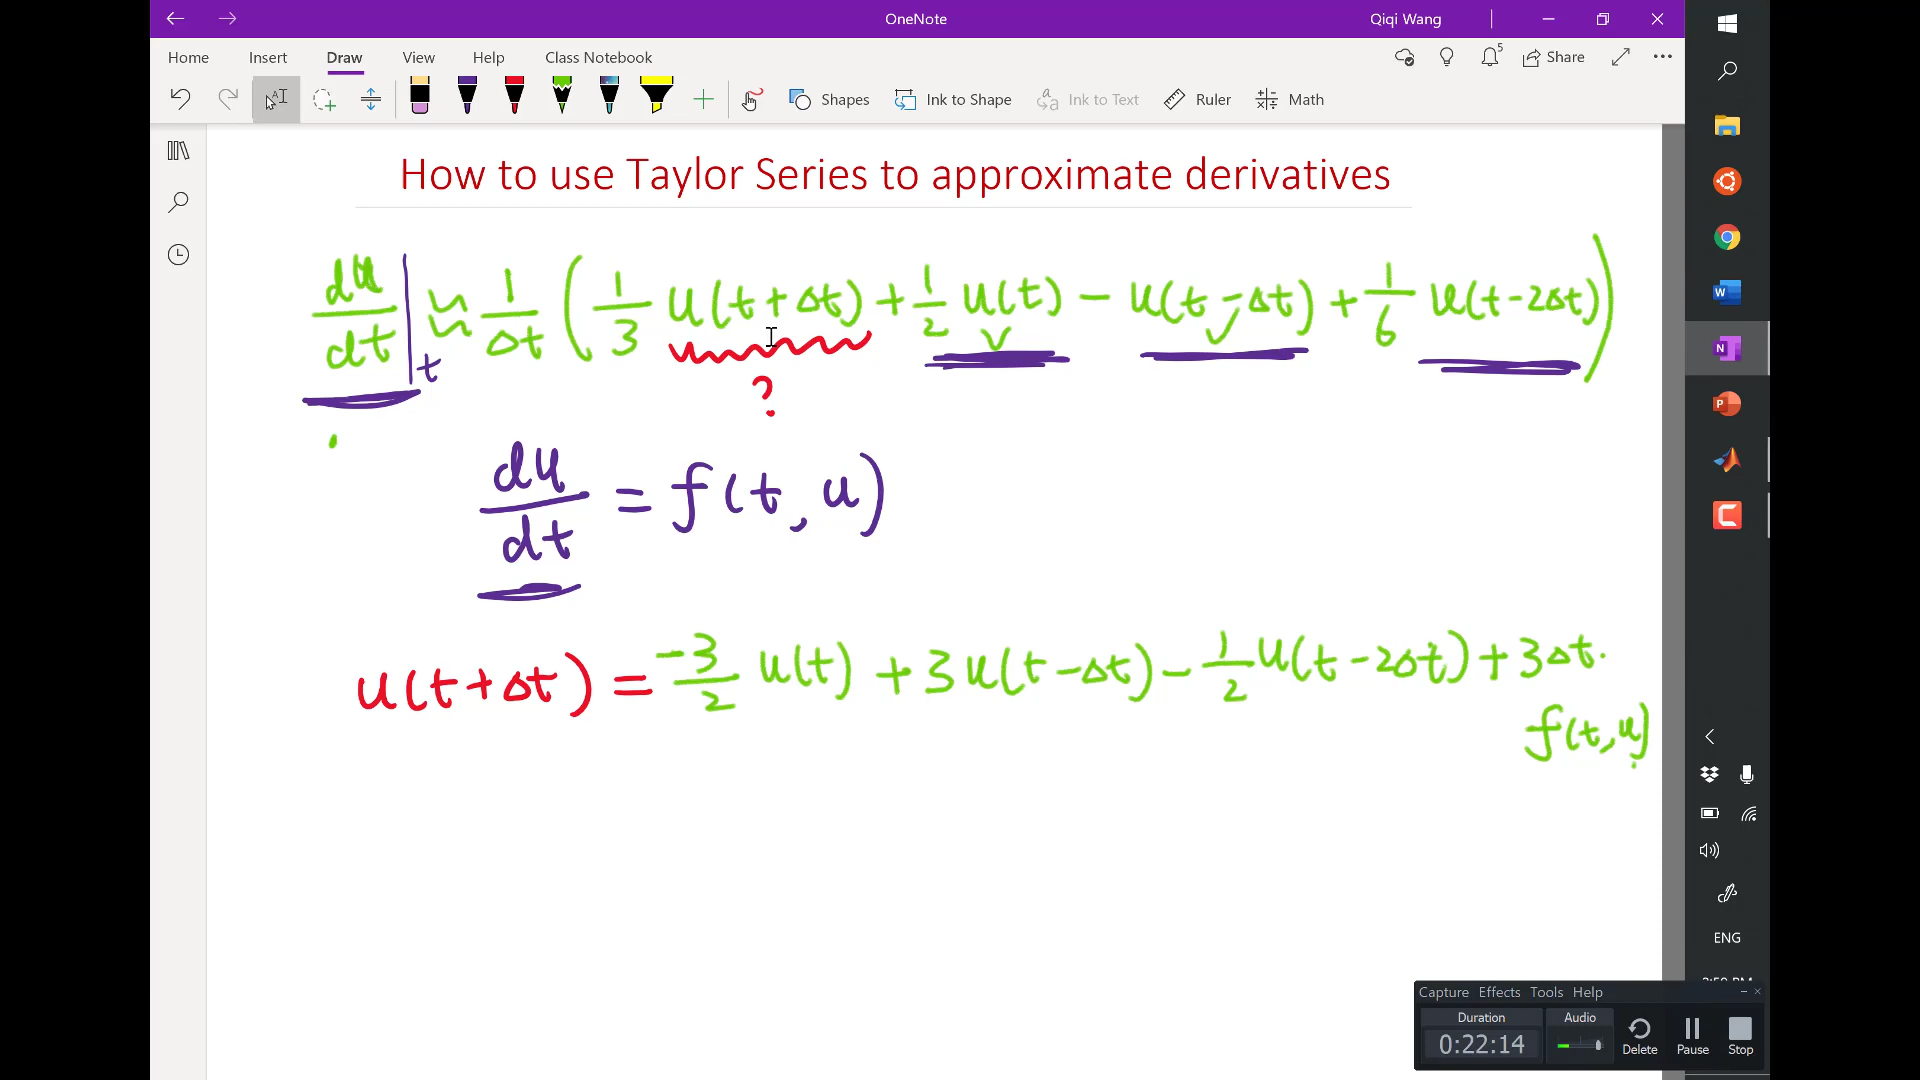 OneNote
Qiqi Wang
Home Insert Draw View Help Class Notebook
5 Share
Shapes Ink to Shape Ink to Text Ruler Math
How to use Taylor Series to approximate derivatives
du/dt|t ≈ 1/Δt ( 1/3 u(t+Δt) + 1/2 u(t) − u(t−Δt) + 1/6 u(t−2Δt) )
?
du/dt = f(t, u)
u(t+Δt) = -3/2 u(t) + 3u(t−Δt) − 1/2 u(t−2Δt) + 3Δt·
f(t,u)
ENG
Capture Effects Tools Help
Duration Audio
0:22:14 Delete Pause Stop